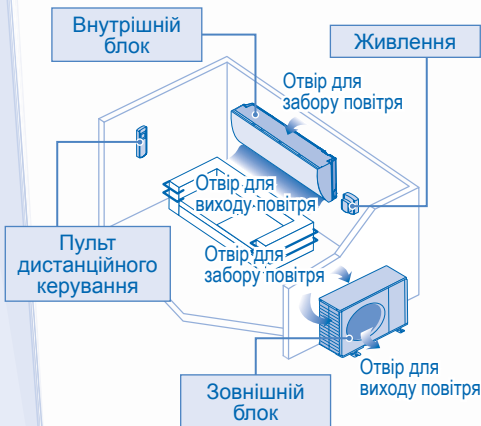 Внутрішній
блок
Живлення
Отвір для
забору повітря
Отвір для
виходу повітря
Пульт
дистанційного
керування
Отвір для
забору повітря
Отвір для
виходу повітря
Зовнішній
блок